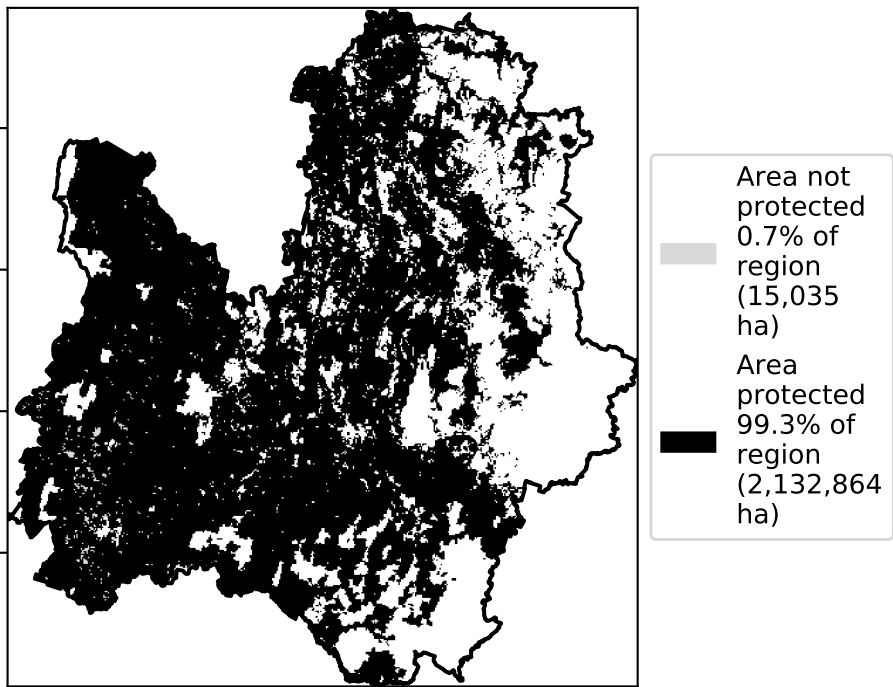 Area not
protected
0.7% of
region
(15,035
ha)
Area
protected
99.3% of
region
(2,132,864
ha)